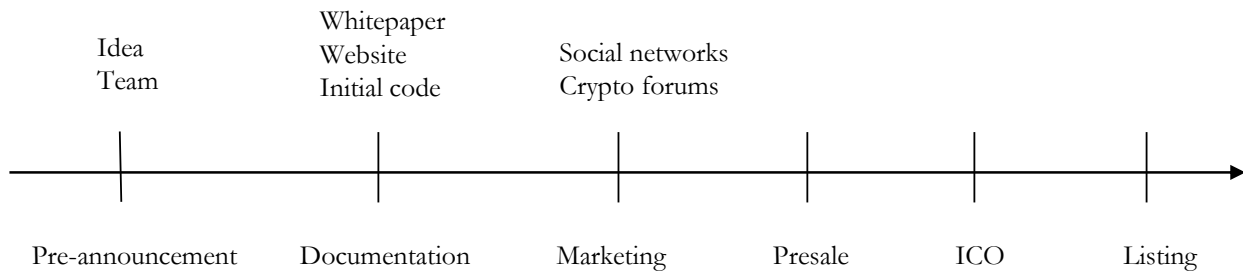 Idea
Team
Whitepaper
Website
Initial code
Social networks
Crypto forums
Pre-announcement
Documentation
Marketing
Presale
ICO
Listing